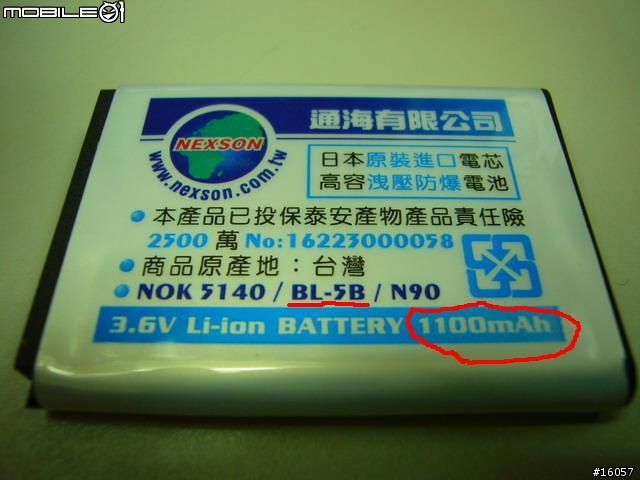 MOBILE01
NEXSON
www.nexson.com.tw
通海有限公司
日本原裝進口電芯
高容洩壓防爆電池
● 本產品已投保泰安產物產品責任險
2500 萬 No:16223000058
● 商品原產地：台灣
● NOK 5140 / BL-5B / N90
3.6V Li-ion BATTERY 1100mAh
#16057